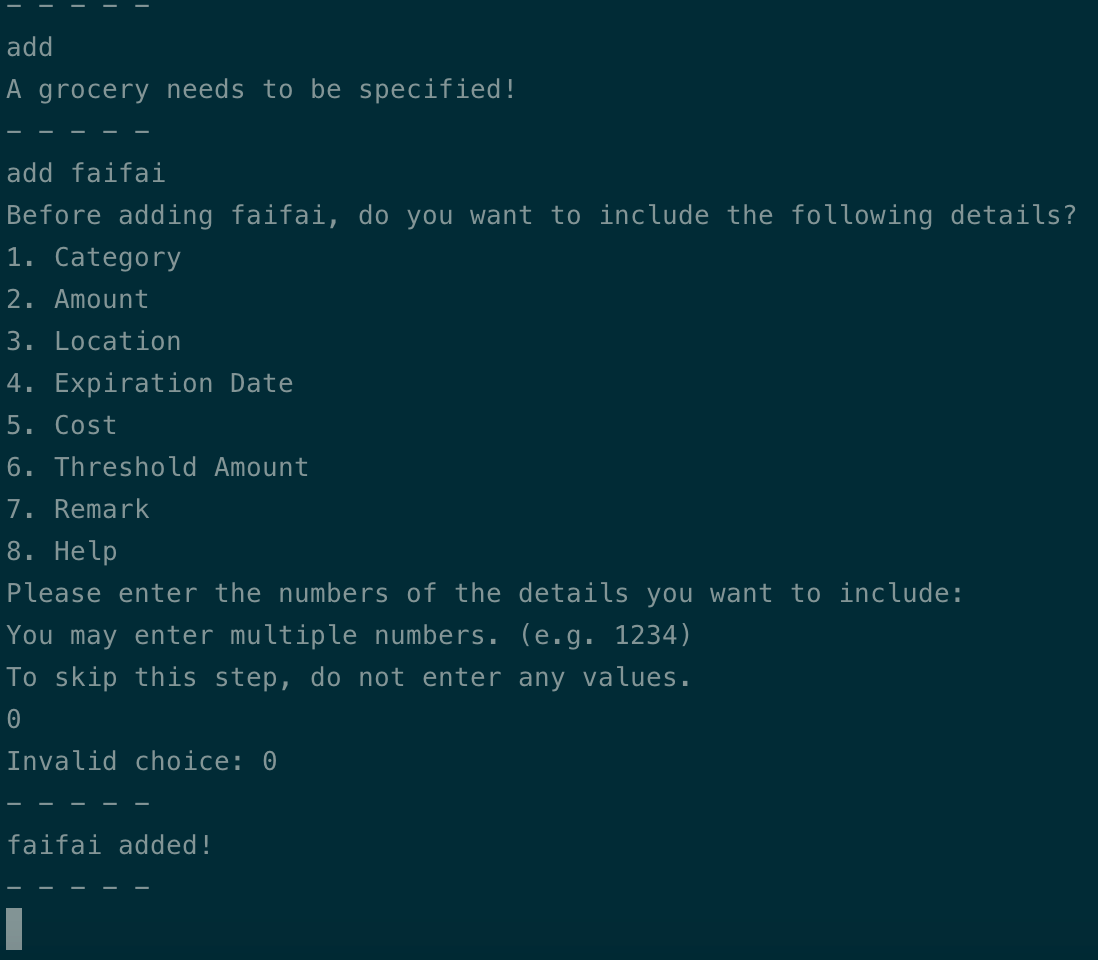 _ _ _ _ _
add
A grocery needs to be specified!
_ _ _ _ _
add faifai
Before adding faifai, do you want to include the following details?
1. Category
2. Amount
3. Location
4. Expiration Date
5. Cost
6. Threshold Amount
7. Remark
8. Help
Please enter the numbers of the details you want to include:
You may enter multiple numbers. (e.g. 1234)
To skip this step, do not enter any values.
0
Invalid choice: 0
_ _ _ _ _
faifai added!
_ _ _ _ _